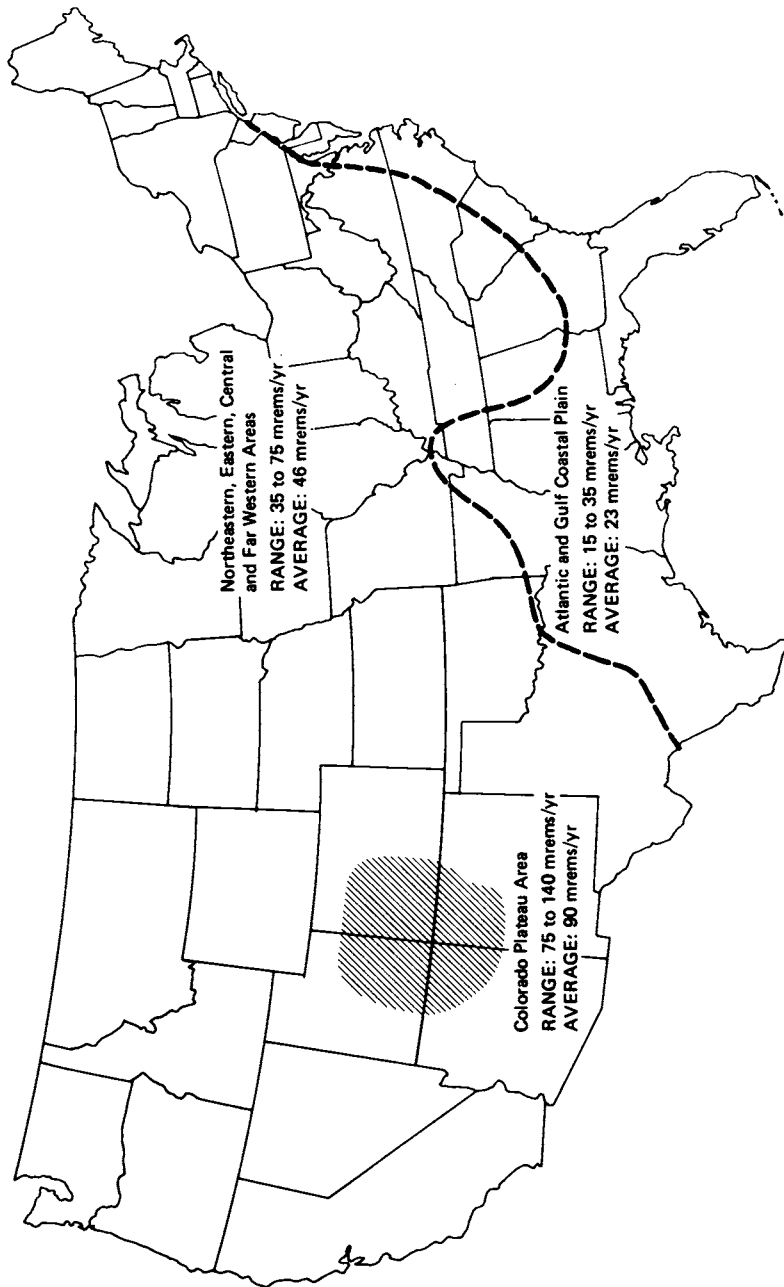 Northeastern, Eastern, Central
and Far Western Areas
RANGE: 35 to 75 mrems/yr
AVERAGE: 46 mrems/yr
Atlantic and Gulf Coastal Plain
RANGE: 15 to 35 mrems/yr
AVERAGE: 23 mrems/yr
Colorado Plateau Area
RANGE: 75 to 140 mrems/yr
AVERAGE: 90 mrems/yr